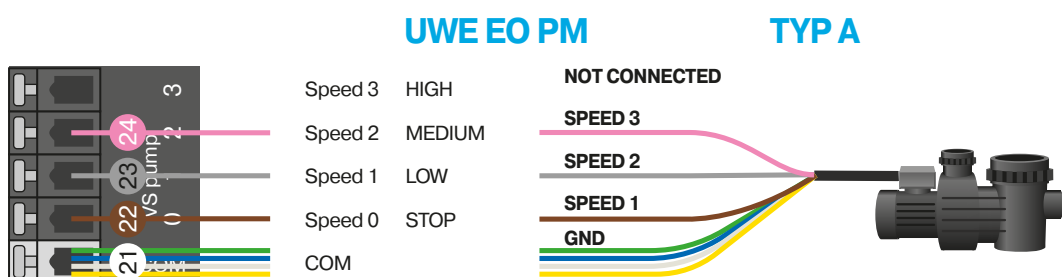 UWE EO PM
TYP A
3
Speed 3 HIGH
NOT CONNECTED
24
2
Speed 2 MEDIUM
SPEED 3
23
VS pump
Speed 1 LOW
SPEED 2
22
0
Speed 0 STOP
SPEED 1
GND
21
COM
COM